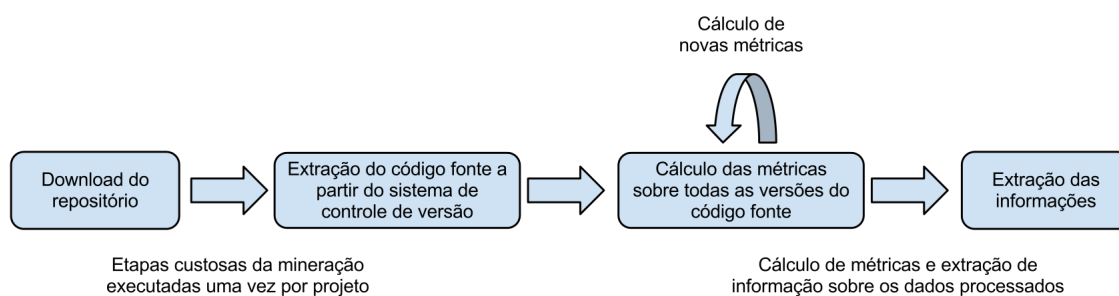 Cálculo de
novas métricas
Download do
repositório
Extração do código fonte a
partir do sistema de
controle de versão
Cálculo das métricas
sobre todas as versões do
código fonte
Extração das
informações
Etapas custosas da mineração
executadas uma vez por projeto
Cálculo de métricas e extração de
informação sobre os dados processados